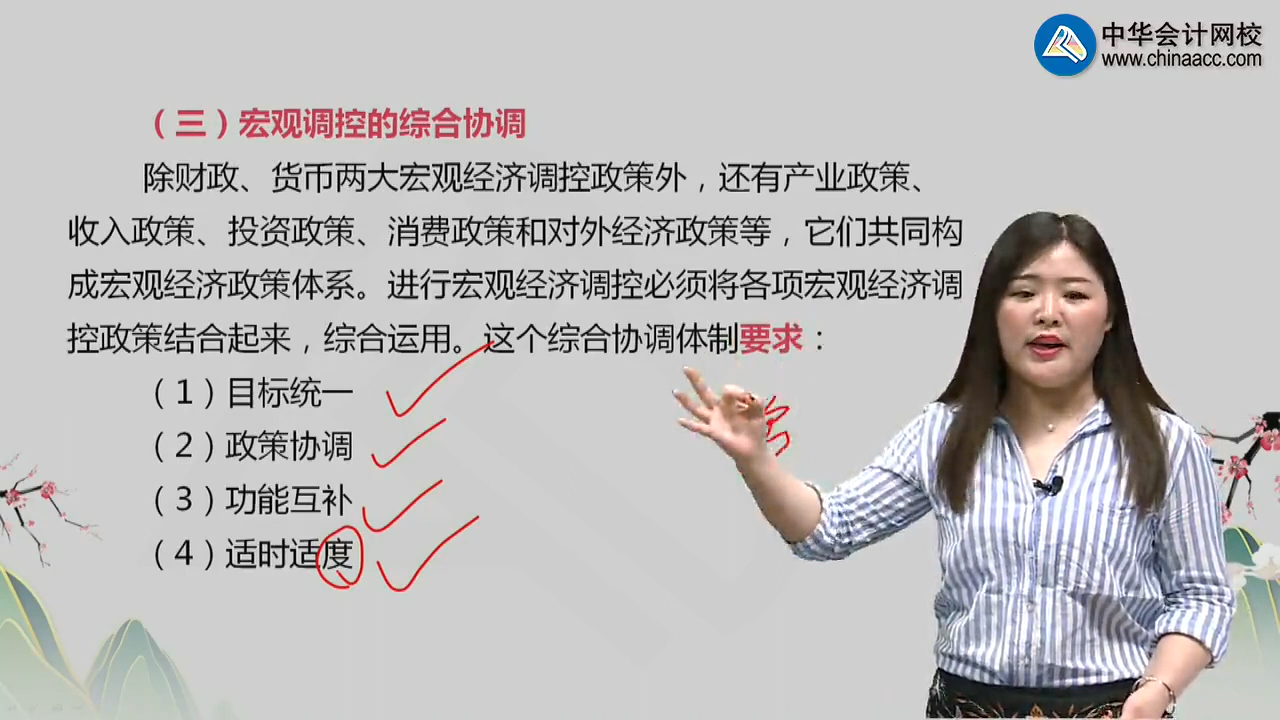 中华会计网校
www.chinaacc.com
（三）宏观调控的综合协调
除财政、货币两大宏观经济调控政策外，还有产业政策、
收入政策、投资政策、消费政策和对外经济政策等，它们共同构
成宏观经济政策体系。进行宏观经济调控必须将各项宏观经济调
控政策结合起来，综合运用。这个综合协调体制要求：
（1）目标统一
（2）政策协调
（3）功能互补
（4）适时适度